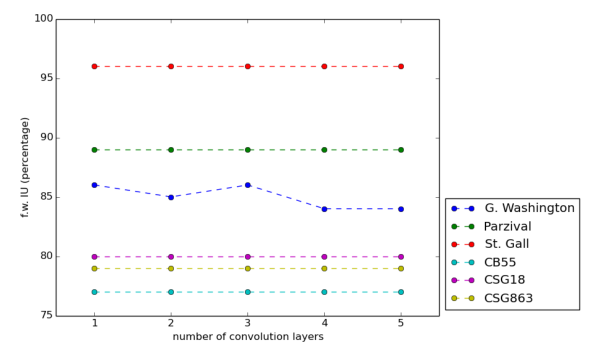 100
95
90
85
80
75
f.w. IU (percentage)
1 2 3 4 5
number of convolution layers
G. Washington
Parzival
St. Gall
CB55
CSG18
CSG863